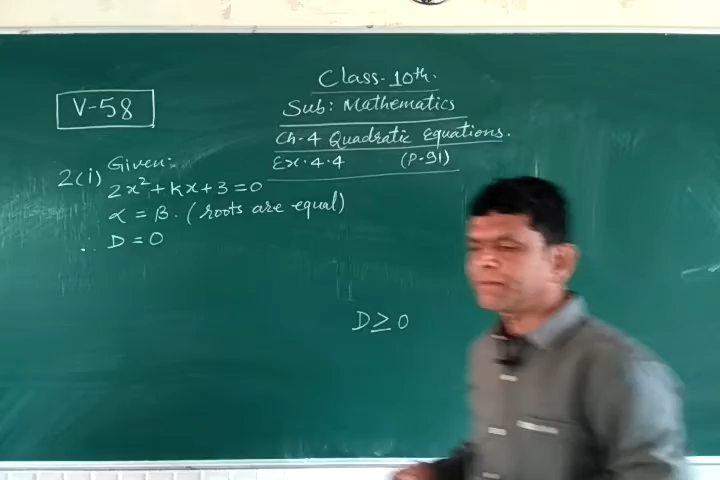 Class-10th.
V-58
Sub: Mathematics
Ch-4 Quadratic Equations.
Ex.4.4 (P-91)
2(i) Given:-
2x²+kx+3=0
α = β. (roots are equal)
∴ D = 0
D ≥ 0